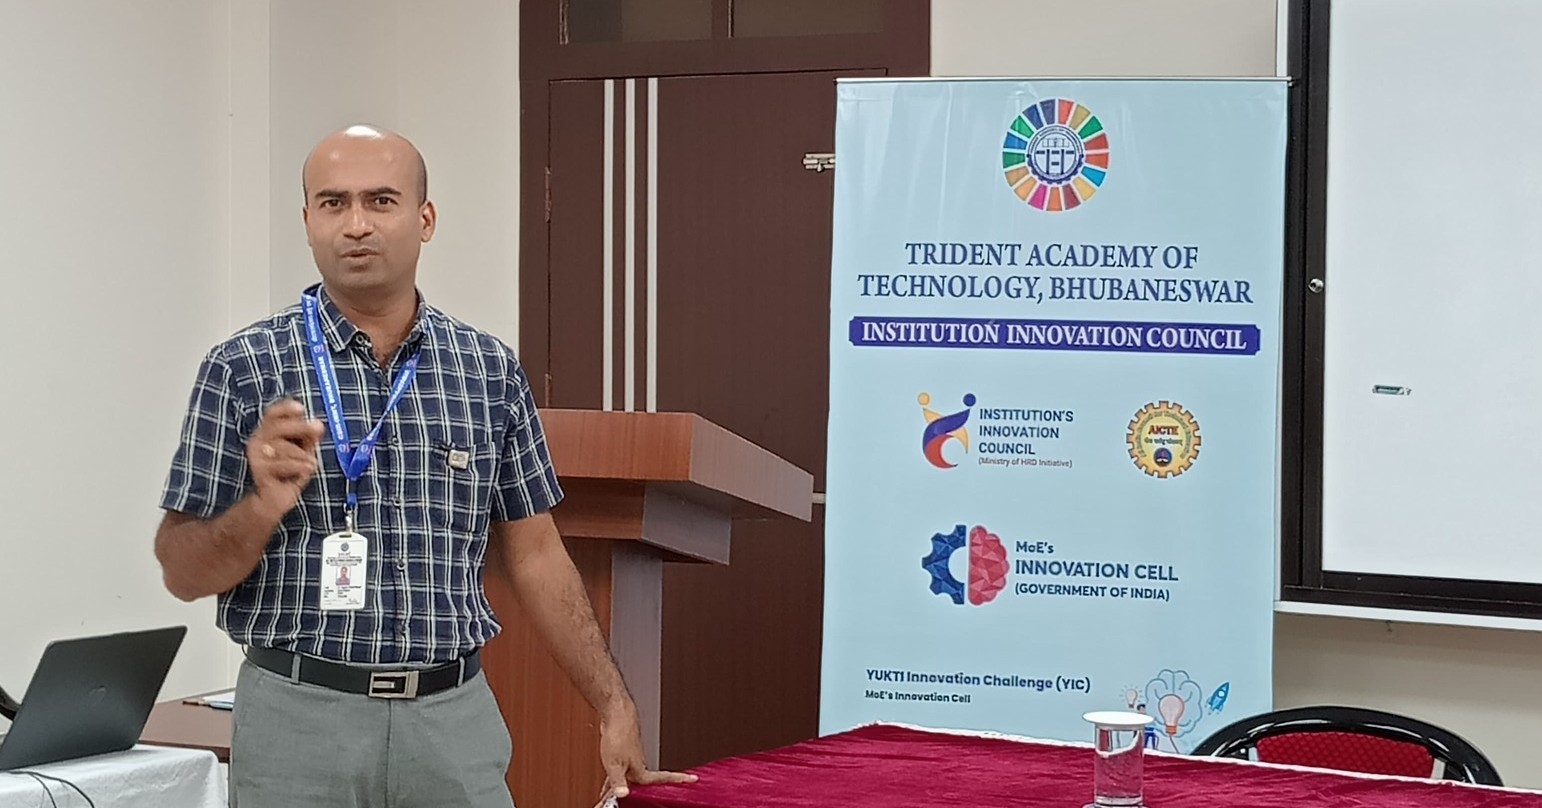 TRIDENT ACADEMY OF
TECHNOLOGY, BHUBANESWAR
INSTITUTION INNOVATION COUNCIL
INSTITUTION'S
INNOVATION
COUNCIL
(Ministry of HRD Initiative)
AICTE
MoE's
INNOVATION CELL
(GOVERNMENT OF INDIA)
YUKTI Innovation Challenge (YIC)
MoE's Innovation Cell